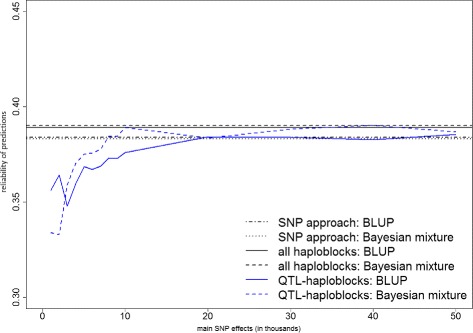 0.45
0.40
0.35
0.30
reliability of predictions
SNP approach: BLUP
SNP approach: Bayesian mixture
all haploblocks: BLUP
all haploblocks: Bayesian mixture
QTL-haploblocks: BLUP
QTL-haploblocks: Bayesian mixture
0 10 20 30 40 50
main SNP effects (in thousands)